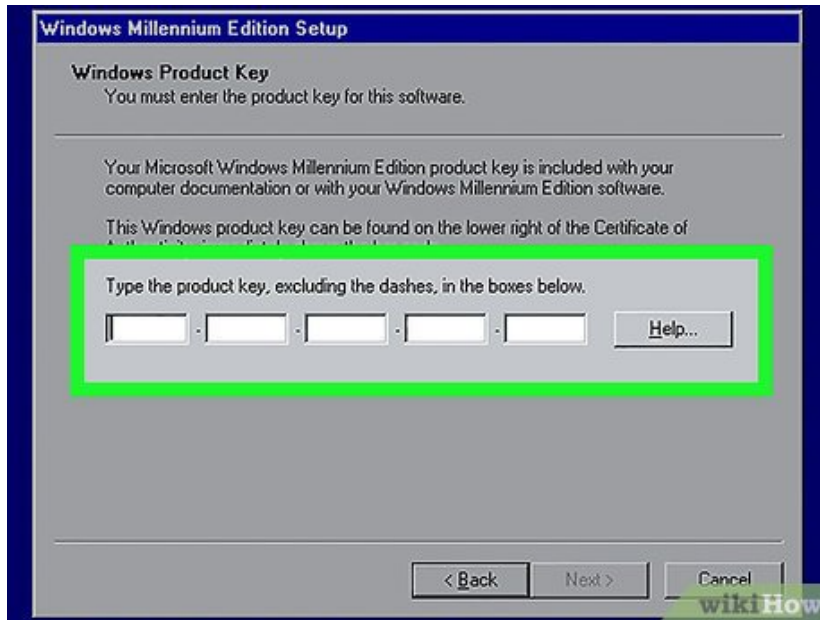 Windows Millennium Edition Setup
Windows Product Key
You must enter the product key for this software.
Your Microsoft Windows Millennium Edition product key is included with your
computer documentation or with your Windows Millennium Edition software.
This Windows product key can be found on the lower right of the Certificate of
Type the product key, excluding the dashes, in the boxes below.
- - - - Help...
< Back Next > Cancel
wikiHow